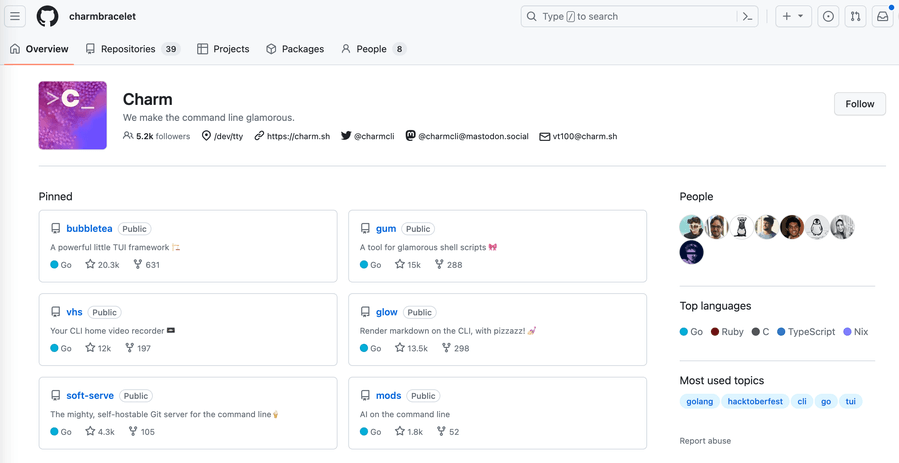 charmbracelet
Type / to search
Overview
Repositories 39
Projects
Packages
People 8
>C_
Charm
We make the command line glamorous.
5.2k followers /dev/tty https://charm.sh @charmcli @charmcli@mastodon.social vt100@charm.sh
Follow
Pinned
bubbletea Public
A powerful little TUI framework
Go 20.3k 631
gum Public
A tool for glamorous shell scripts
Go 15k 288
vhs Public
Your CLI home video recorder
Go 12k 197
glow Public
Render markdown on the CLI, with pizzazz!
Go 13.5k 298
soft-serve Public
The mighty, self-hostable Git server for the command line
Go 4.3k 105
mods Public
AI on the command line
Go 1.8k 52
People
Top languages
Go Ruby C TypeScript Nix
Most used topics
golang hacktoberfest cli go tui
Report abuse